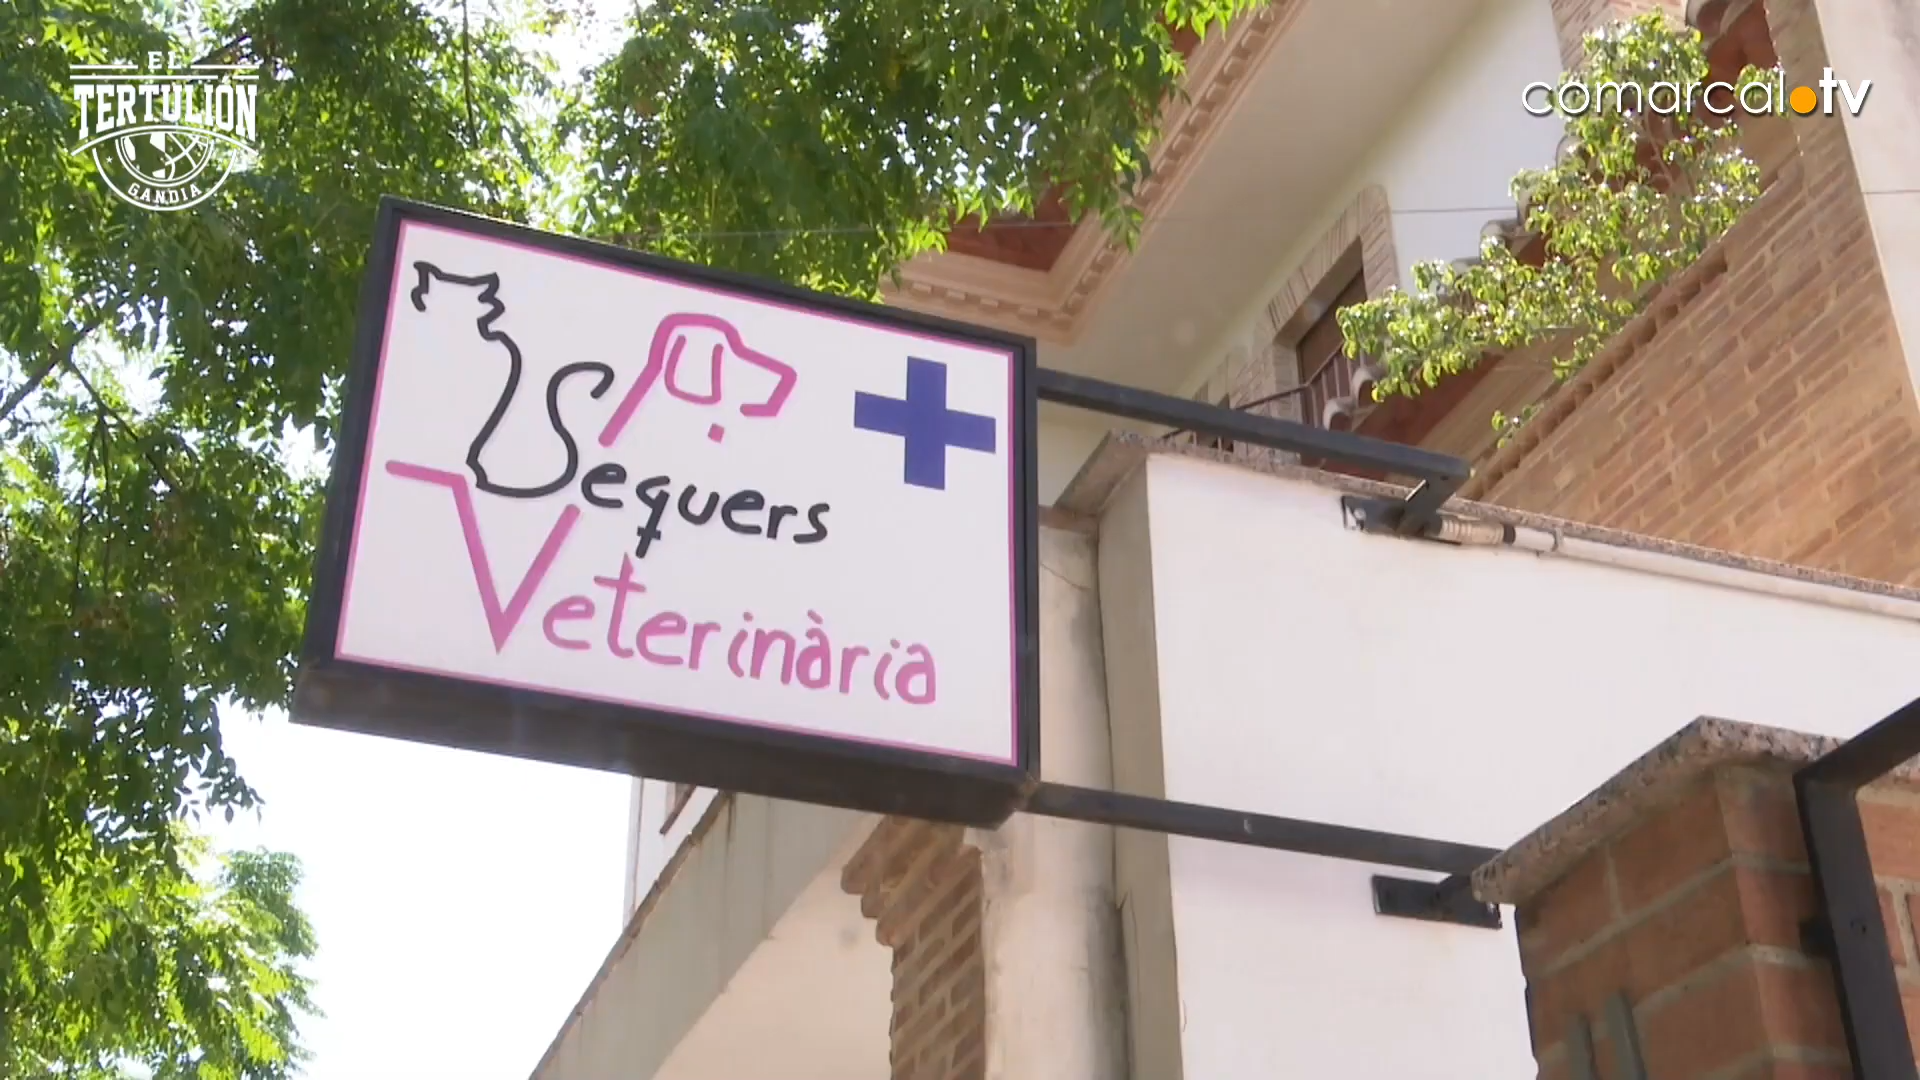 EL
TERTULIÓN
GANDIA
comarcal.tv
Sequers
Veterinària